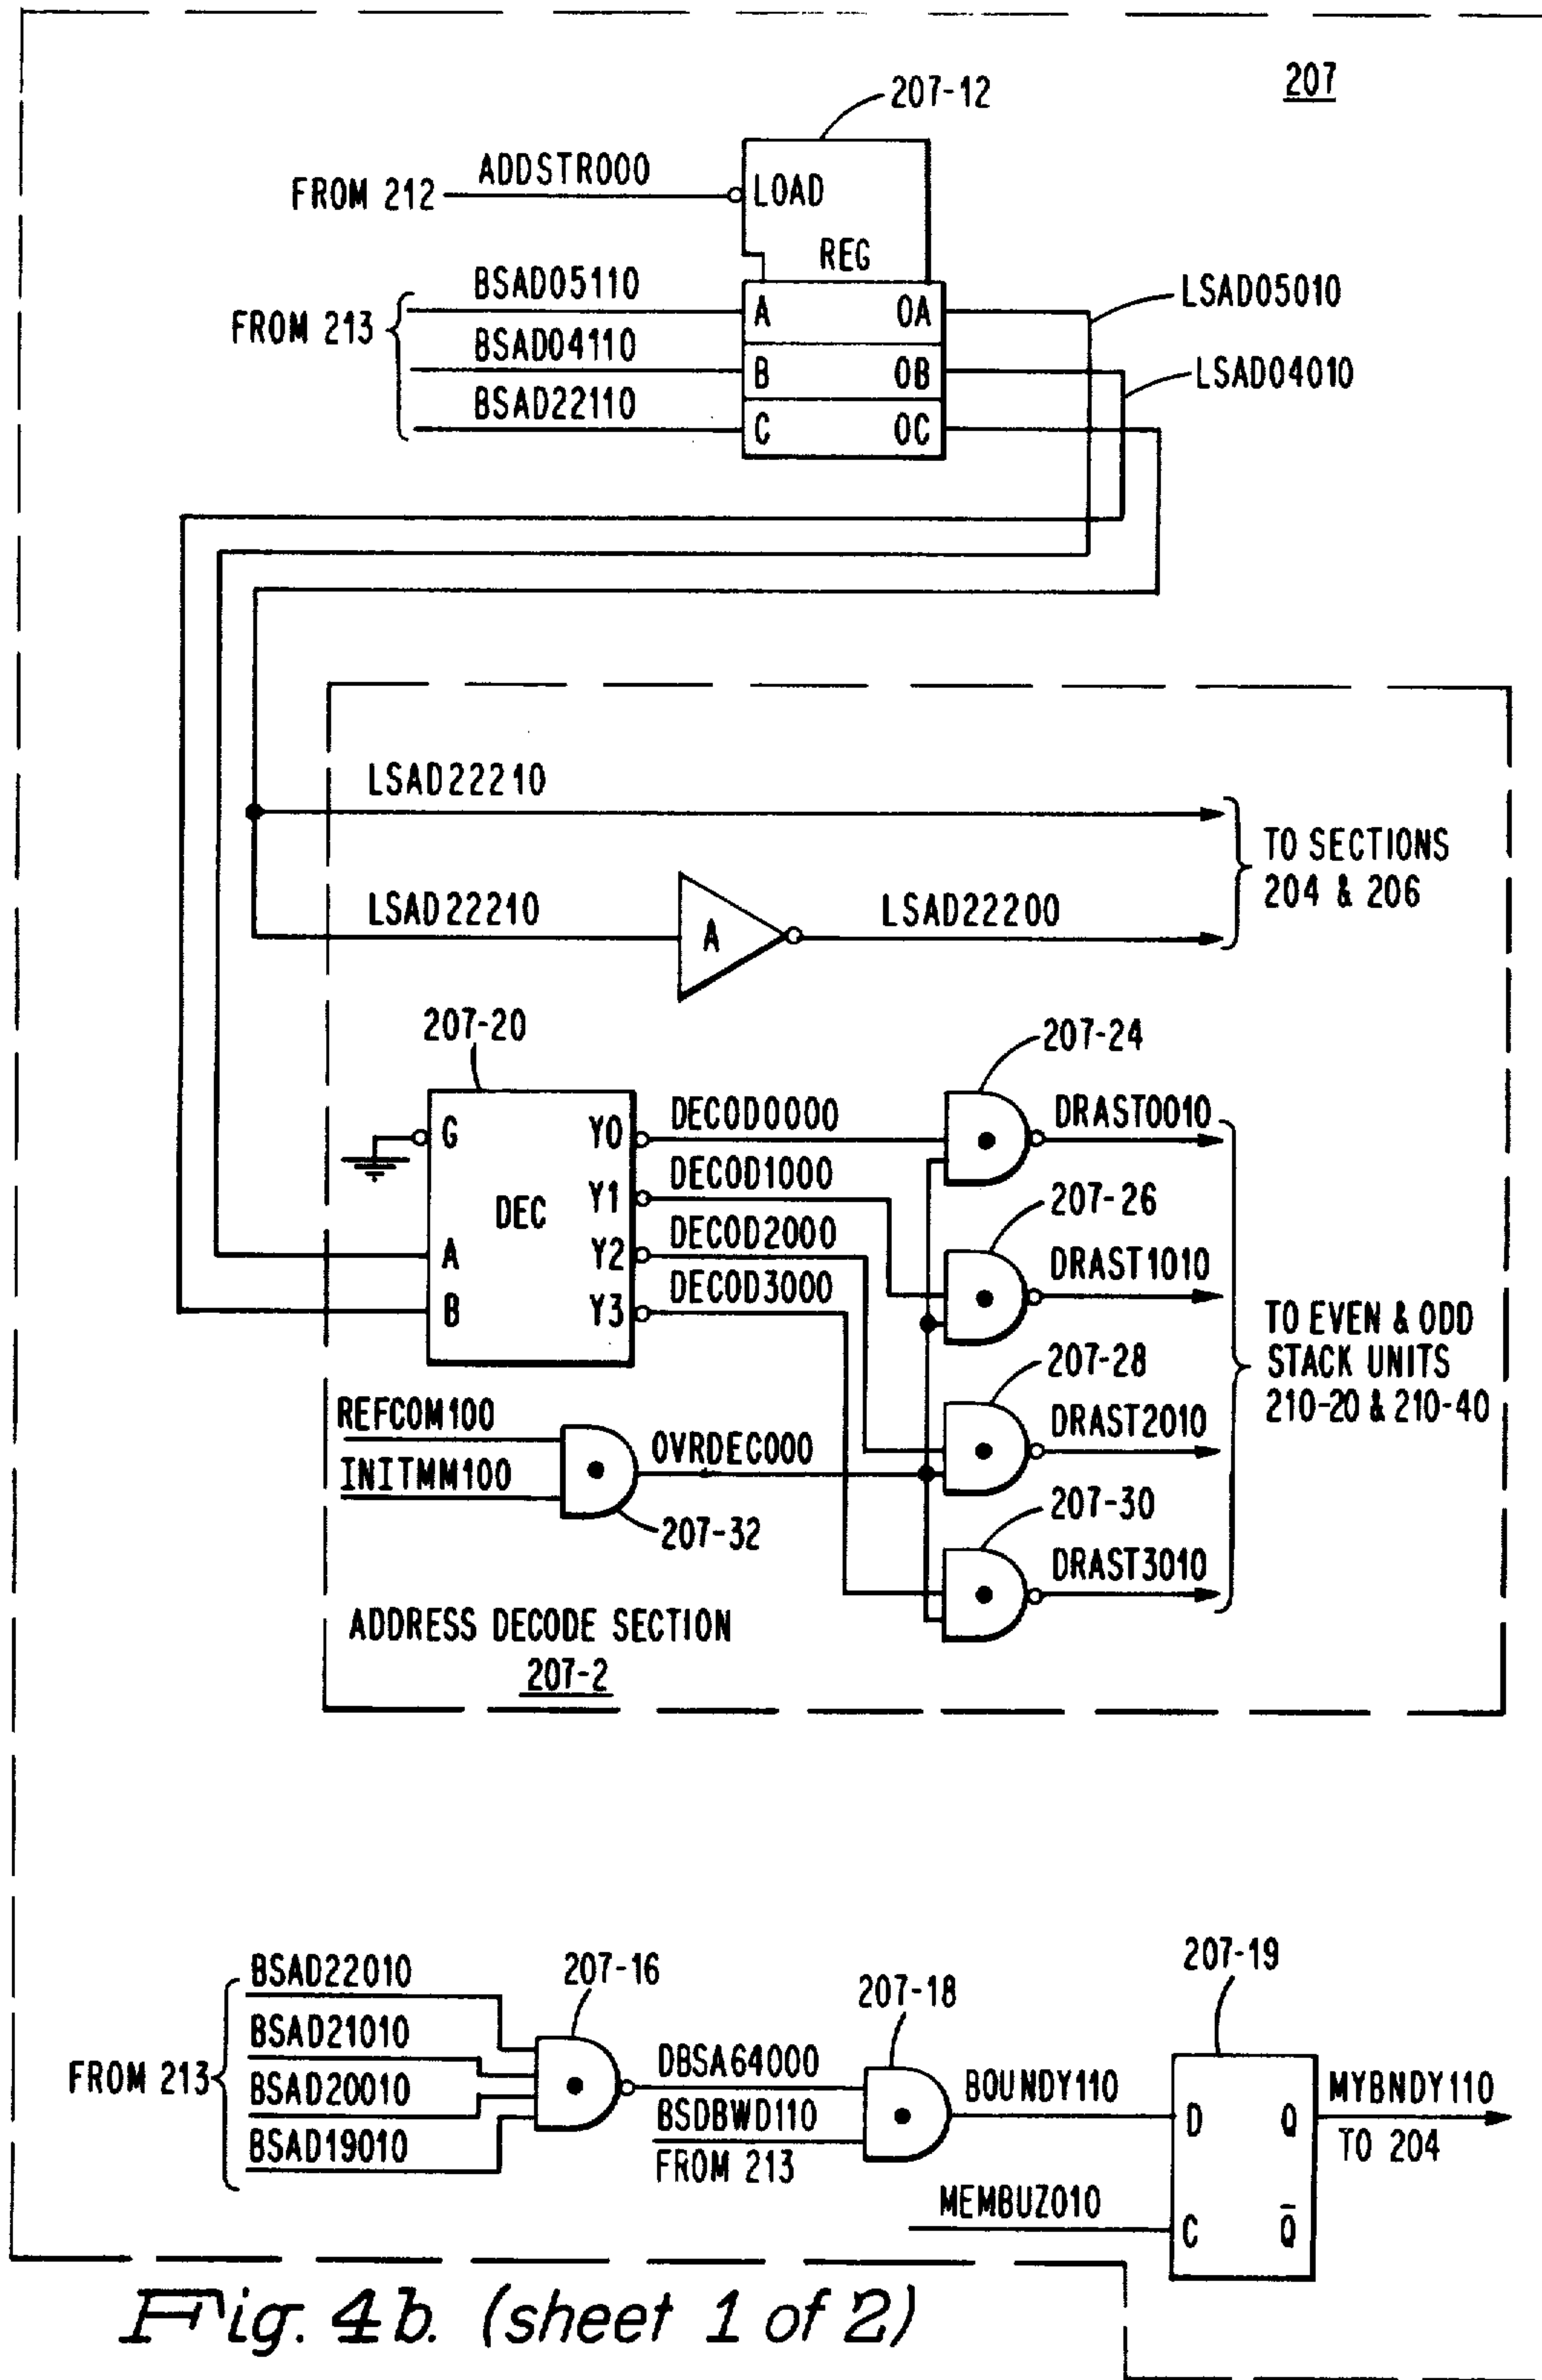 207
207-12
ADDSTR000
FROM 212
LOAD
REG
BSAD05110
A
OA
LSAD05010
FROM 213
BSAD04110
B
OB
LSAD04010
BSAD22110
C
OC
LSAD22210
TO SECTIONS
204 & 206
LSAD22210
A
LSAD22200
207-20
207-24
G
Y0
DECOD0000
DRAST0010
DEC
Y1
DECOD1000
207-26
A
Y2
DECOD2000
DRAST1010
B
Y3
DECOD3000
TO EVEN & ODD
STACK UNITS
210-20 & 210-40
207-28
REFCOM100
DRAST2010
INITMM100
OVRDEC000
207-32
207-30
DRAST3010
ADDRESS DECODE SECTION
207-2
BSAD22010
207-16
207-18
207-19
BSAD21010
FROM 213
BSAD20010
DBSA64000
BOUNDY110
MYBNDY110
BSAD19010
BSDBWD110
FROM 213
D
Q
TO 204
MEMBUZ010
C
Q̅
Fig. 4b. (sheet 1 of 2)